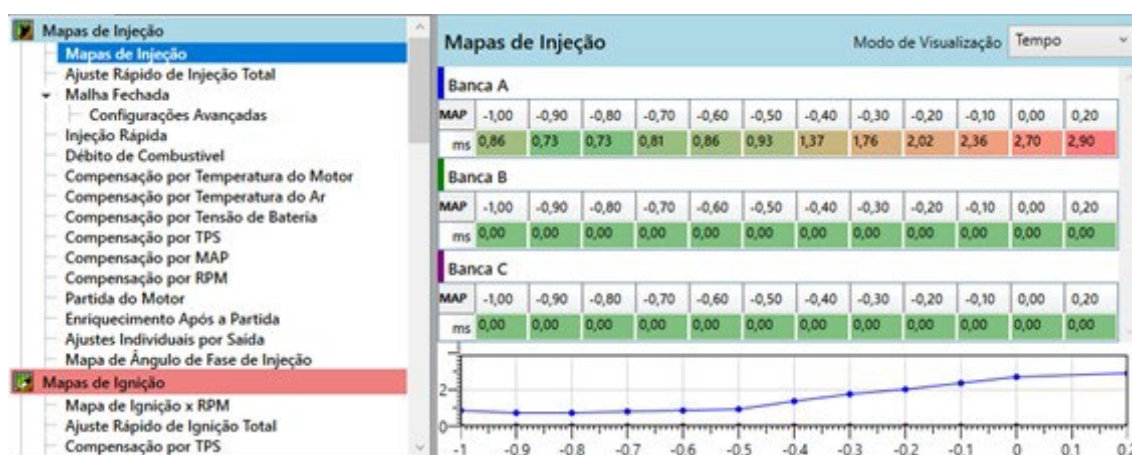 Mapas de Injeção
Mapas de Injeção
Ajuste Rápido de Injeção Total
Malha Fechada
Configurações Avançadas
Injeção Rápida
Débito de Combustível
Compensação por Temperatura do Motor
Compensação por Temperatura do Ar
Compensação por Tensão de Bateria
Compensação por TPS
Compensação por MAP
Compensação por RPM
Partida do Motor
Enriquecimento Após a Partida
Ajustes Individuais por Saída
Mapa de Ângulo de Fase de Injeção
Mapas de Ignição
Mapa de Ignição x RPM
Ajuste Rápido de Ignição Total
Compensação por TPS
Mapas de Injeção Modo de Visualização Tempo
Banca A
MAP -1,00 -0,90 -0,80 -0,70 -0,60 -0,50 -0,40 -0,30 -0,20 -0,10 0,00 0,20
ms 0,86 0,73 0,73 0,81 0,86 0,93 1,37 1,76 2,02 2,36 2,70 2,90
Banca B
MAP -1,00 -0,90 -0,80 -0,70 -0,60 -0,50 -0,40 -0,30 -0,20 -0,10 0,00 0,20
ms 0,00 0,00 0,00 0,00 0,00 0,00 0,00 0,00 0,00 0,00 0,00 0,00
Banca C
MAP -1,00 -0,90 -0,80 -0,70 -0,60 -0,50 -0,40 -0,30 -0,20 -0,10 0,00 0,20
ms 0,00 0,00 0,00 0,00 0,00 0,00 0,00 0,00 0,00 0,00 0,00 0,00
2
0
-1 -0.9 -0.8 -0.7 -0.6 -0.5 -0.4 -0.3 -0.2 -0.1 0 0.1 0.2